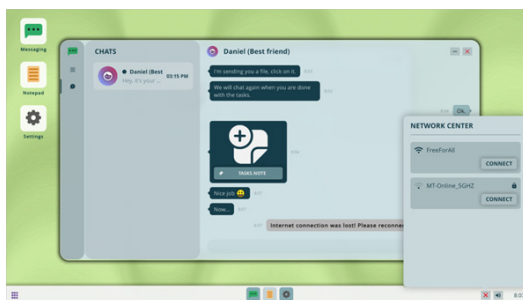 Messaging
Notepad
Settings
CHATS
Daniel (Best
03:15 PM
Hey, it's your
Daniel (Best friend)
I'm sending you a file, click on it.
We will chat again when you are done
with the tasks.
Ok.
TASKS NOTE
Nice job
Now...
Internet connection was lost! Please reconnec
NETWORK CENTER
FreeForAll
CONNECT
MT-Online_5GHZ
CONNECT